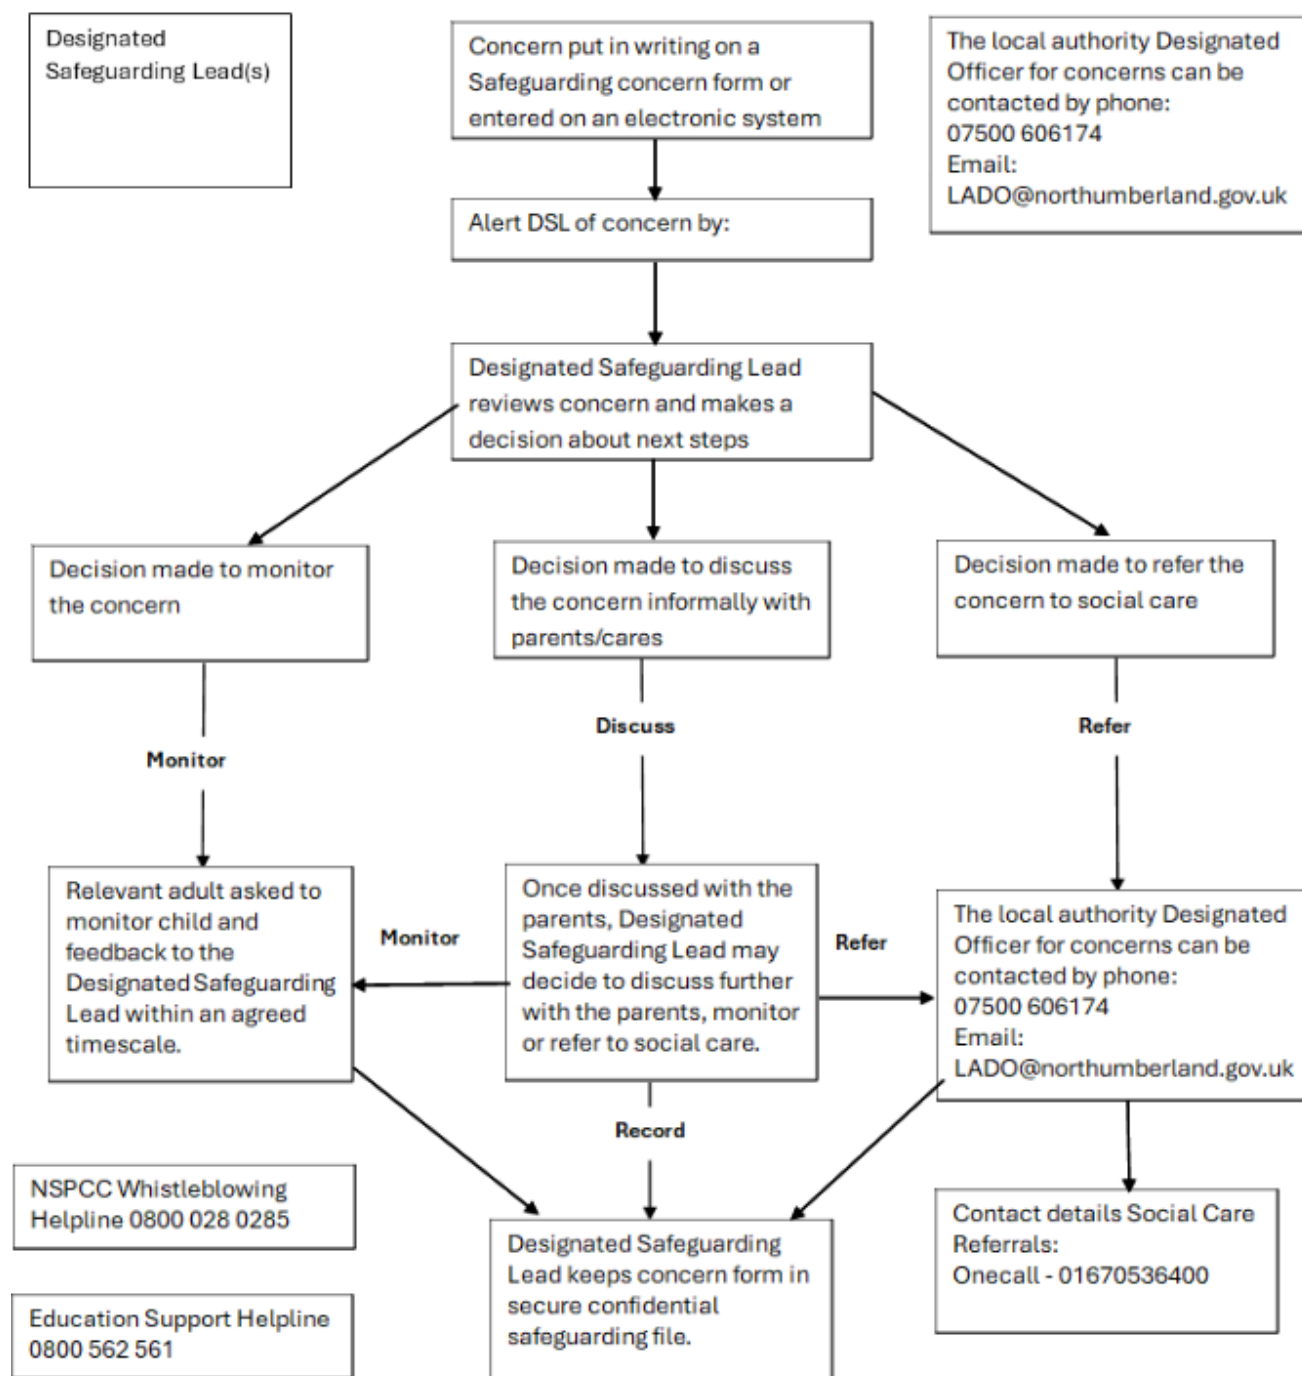 Designated
Safeguarding Lead(s)
Concern put in writing on a
Safeguarding concern form or
entered on an electronic system
The local authority Designated
Officer for concerns can be
contacted by phone:
07500 606174
Email:
LADO@northumberland.gov.uk
Alert DSL of concern by:
Designated Safeguarding Lead
reviews concern and makes a
decision about next steps
Decision made to monitor
the concern
Decision made to discuss
the concern informally with
parents/cares
Decision made to refer the
concern to social care
Monitor
Discuss
Refer
Relevant adult asked to
monitor child and
feedback to the
Designated Safeguarding
Lead within an agreed
timescale.
Monitor
Once discussed with the
parents, Designated
Safeguarding Lead may
decide to discuss further
with the parents, monitor
or refer to social care.
Refer
The local authority Designated
Officer for concerns can be
contacted by phone:
07500 606174
Email:
LADO@northumberland.gov.uk
Record
NSPCC Whistleblowing
Helpline 0800 028 0285
Designated Safeguarding
Lead keeps concern form in
secure confidential
safeguarding file.
Contact details Social Care
Referrals:
Onecall - 01670536400
Education Support Helpline
0800 562 561